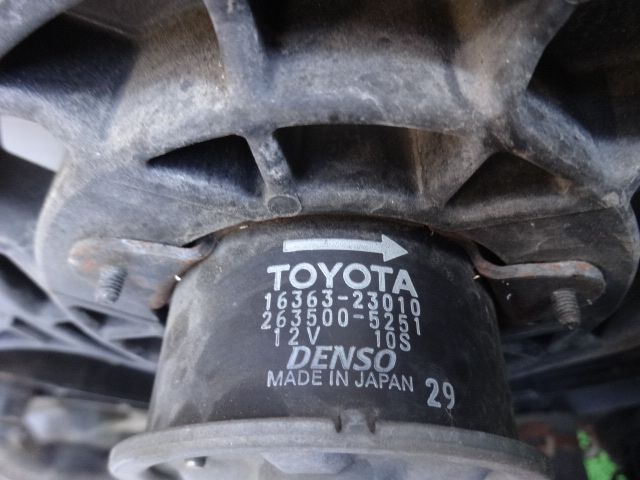 TOYOTA
16363-23010
263500-5251
12V 10S
DENSO
MADE IN JAPAN 29